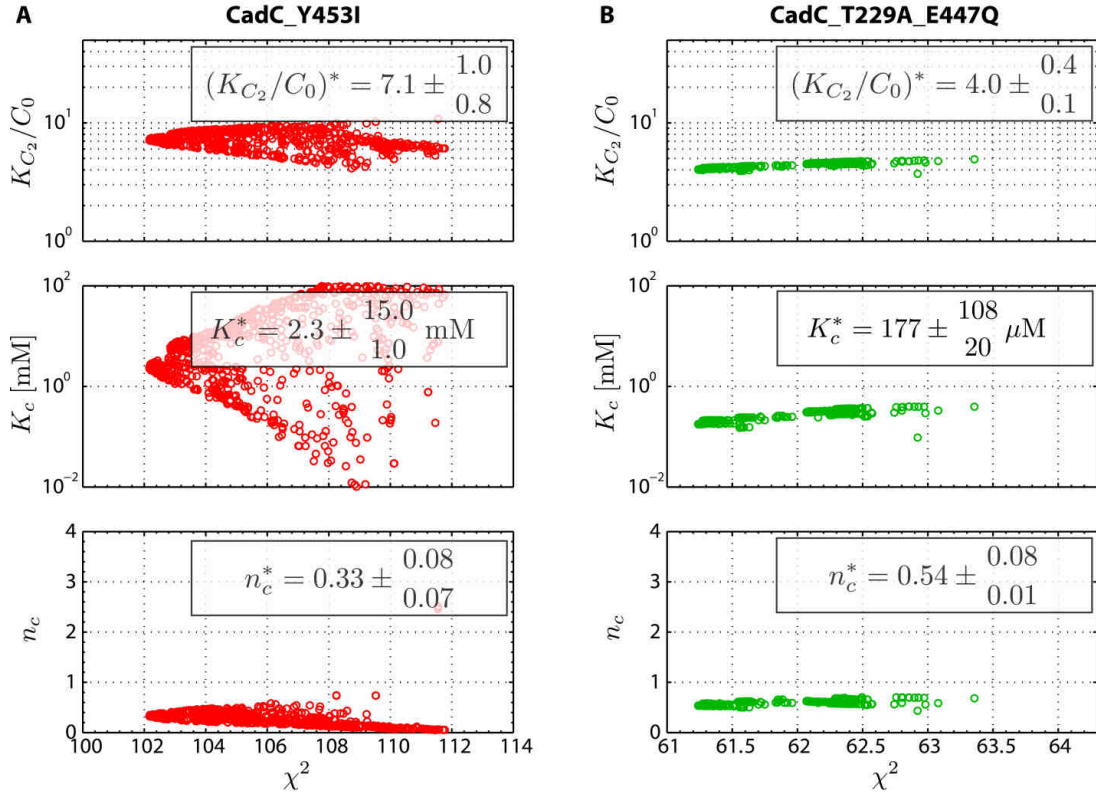 A
CadC_Y453I
(K_{C_2}/C_0)^* = 7.1 ± 1.0 0.8
K_{C_2}/C_0
10^1
10^0
K_c^* = 2.3 ± 15.0 1.0 mM
K_c [mM]
10^2
10^0
10^{-2}
n_c^* = 0.33 ± 0.08 0.07
n_c
4
3
2
1
0
100 102 104 106 108 110 112 114
χ^2
B
CadC_T229A_E447Q
(K_{C_2}/C_0)^* = 4.0 ± 0.4 0.1
K_{C_2}/C_0
10^1
10^0
K_c^* = 177 ± 108 20 μM
K_c [mM]
10^2
10^0
10^{-2}
n_c^* = 0.54 ± 0.08 0.01
n_c
4
3
2
1
0
61 61.5 62 62.5 63 63.5 64
χ^2